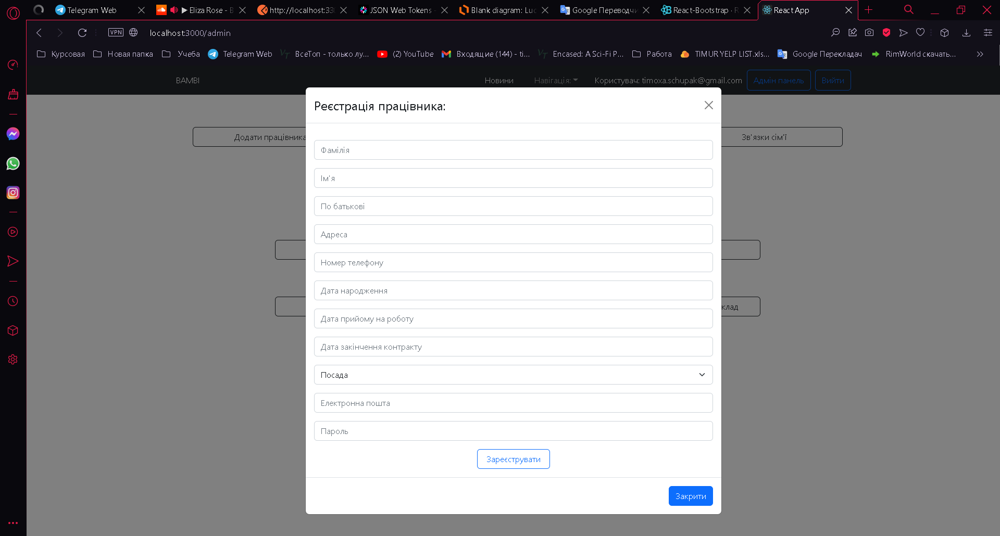 Telegram Web
Eliza Rose - B
http://localhost:33
JSON Web Tokens -
Blank diagram: Luc
Google Переводчи
React-Bootstrap · R
React App
VPN
localhost:3000/admin
Курсовая
Новая папка
Учеба
Telegram Web
ВсеТоп - только лу...
(2) YouTube
Входящие (144) - ti...
Encased: A Sci-Fi P...
Работа
TIMUR YELP LIST.xls...
Google Перекладач
RimWorld скачать...
BAMBI
Новини
Навігація:
Користувач: timoxa.schupak@gmail.com
Адмін панель
Вийти
Реєстрація працівника:
Додати працівника
Зв'язки сім'ї
Фамілія
Ім'я
По батькові
Адреса
Номер телефону
Дата народження
Дата прийому на роботу
клад
Дата закінчення контракту
Посада
Електронна пошта
Пароль
Зареєструвати
Закрити